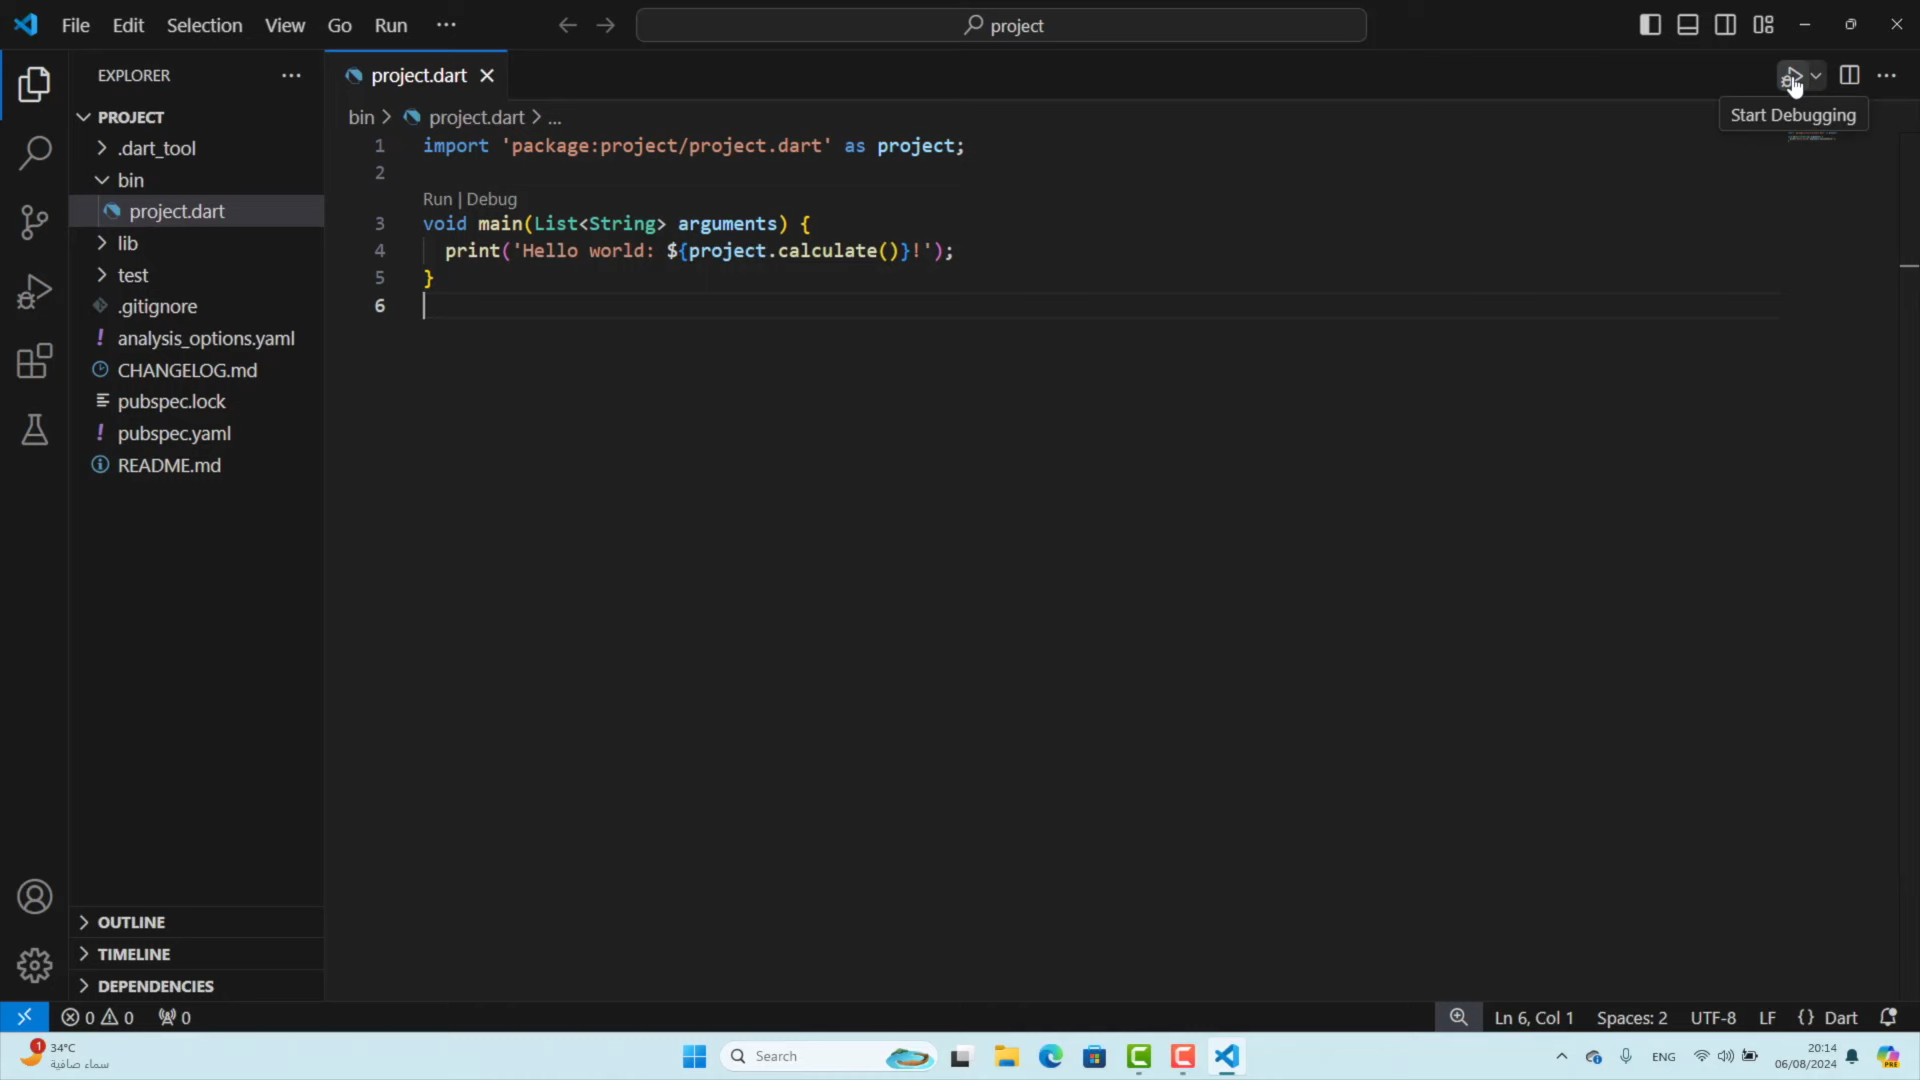 File Edit Selection View Go Run ···
project
EXPLORER ···
PROJECT
.dart_tool
bin
project.dart
lib
test
.gitignore
! analysis_options.yaml
CHANGELOG.md
pubspec.lock
! pubspec.yaml
README.md
OUTLINE
TIMELINE
DEPENDENCIES
project.dart
Start Debugging
bin > project.dart > ...
1 import 'package:project/project.dart' as project;
2
Run | Debug
3 void main(List<String> arguments) {
4 print('Hello world: ${project.calculate()}!');
5 }
6
0 0 0
Ln 6, Col 1 Spaces: 2 UTF-8 LF {} Dart
1
34°C
سماء صافية
Search
ENG
20:14
06/08/2024
PRE